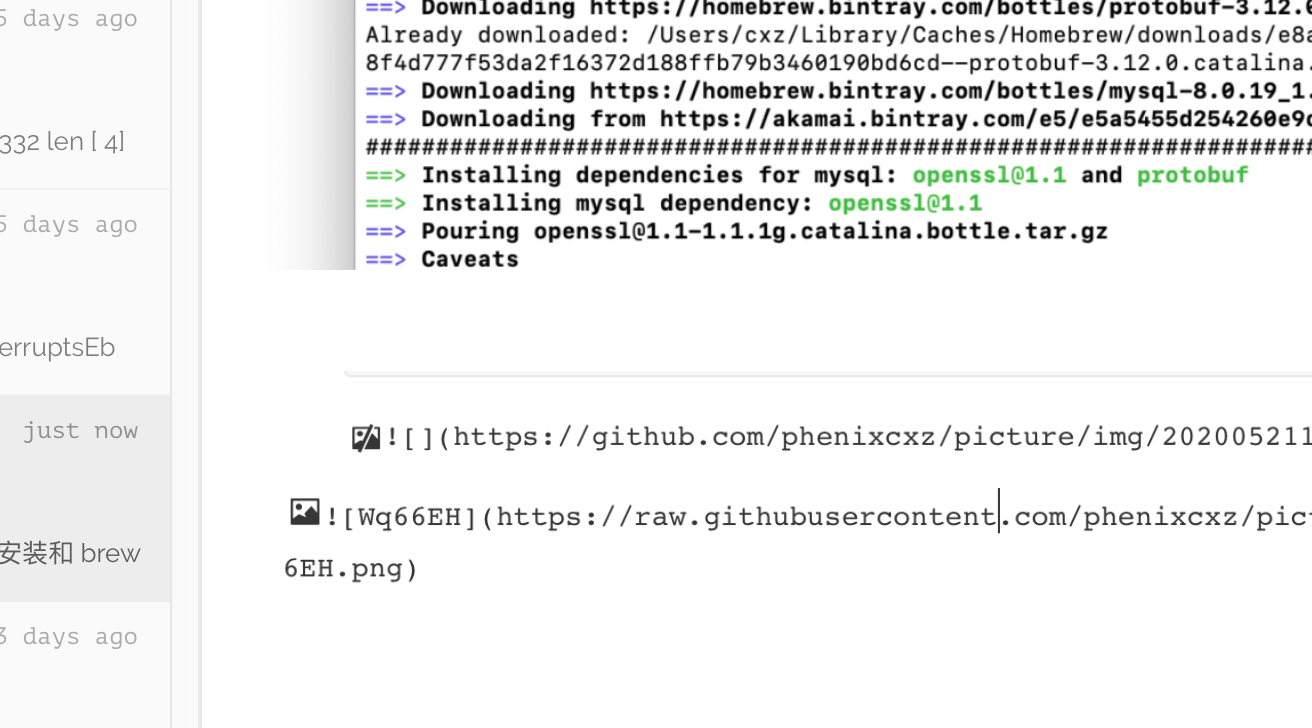 5 days ago
332 len [ 4]
5 days ago
erruptsEb
just now
安装和 brew
3 days ago
==> Downloading https://homebrew.bintray.com/bottles/protobuf-3.12.0
Already downloaded: /Users/cxz/Library/Caches/Homebrew/downloads/e8a
8f4d777f53da2f16372d188ffb79b3460190bd6cd--protobuf-3.12.0.catalina.
==> Downloading https://homebrew.bintray.com/bottles/mysql-8.0.19_1.
==> Downloading from https://akamai.bintray.com/e5/e5a5455d254260e9c
####################################################################
==> Installing dependencies for mysql: openssl@1.1 and protobuf
==> Installing mysql dependency: openssl@1.1
==> Pouring openssl@1.1-1.1.1g.catalina.bottle.tar.gz
==> Caveats
![](https://github.com/phenixcxz/picture/img/202005211
![Wq66EH](https://raw.githubusercontent.com/phenixcxz/pict
6EH.png)